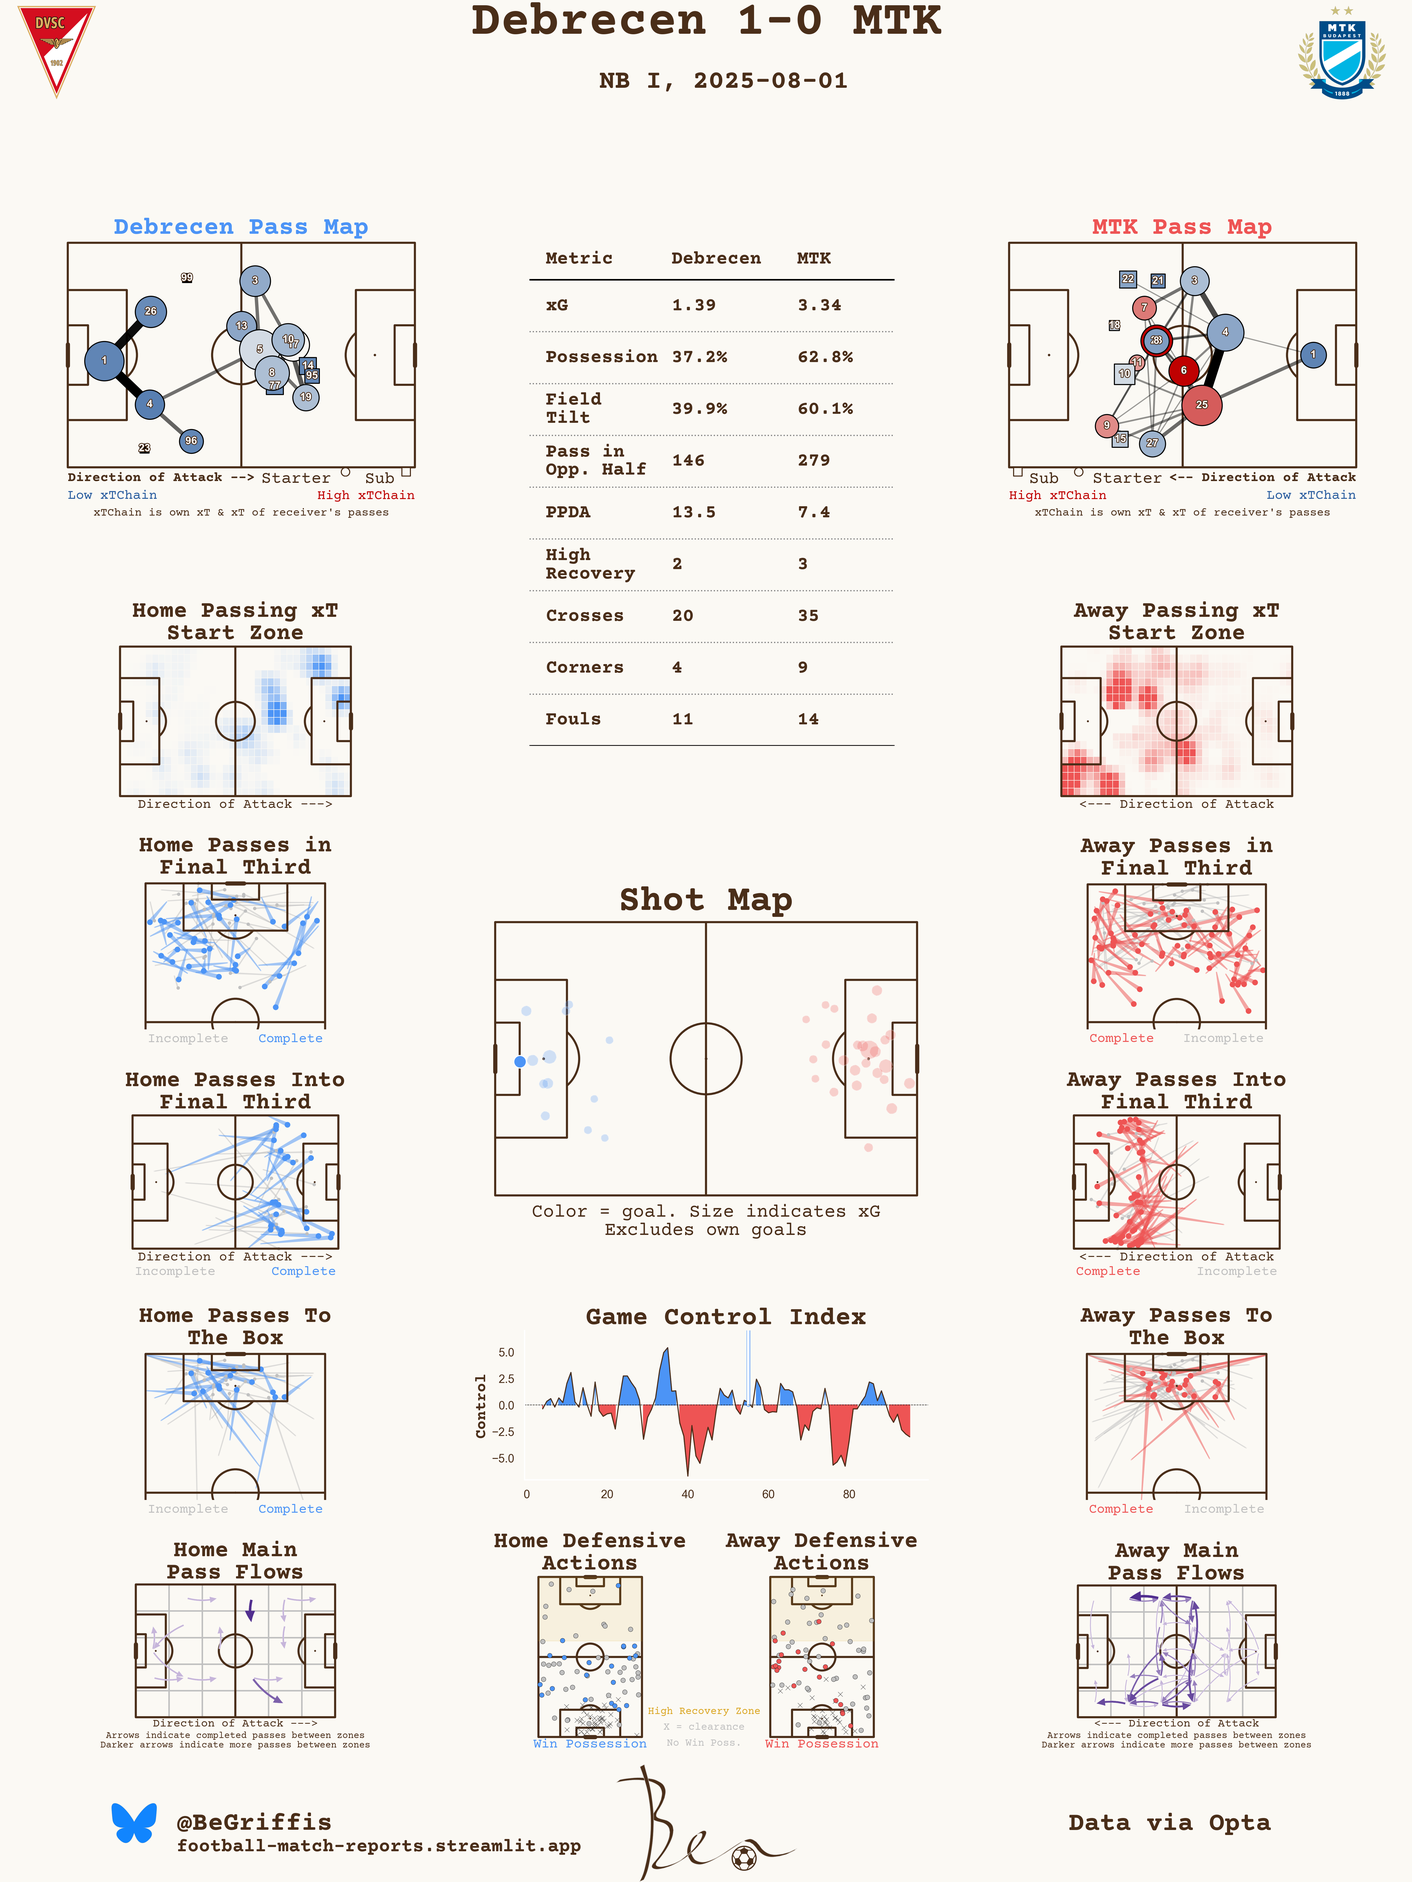 Debrecen 1-0 MTK
NB I, 2025-08-01
DVSC
1902
MTK
BUDAPEST
1888
Debrecen Pass Map
99
3
26
13
10
17
5
1
14
95
8
77
4
19
96
23
Direction of Attack --> Starter Sub
Low xTChain High xTChain
xTChain is own xT & xT of receiver's passes
Metric Debrecen MTK
xG 1.39 3.34
Possession 37.2% 62.8%
Field
Tilt 39.9% 60.1%
Pass in
Opp. Half 146 279
PPDA 13.5 7.4
High
Recovery 2 3
Crosses 20 35
Corners 4 9
Fouls 11 14
MTK Pass Map
22
21
3
7
18
4
8
1
11
10
6
25
9
15
27
Sub Starter <-- Direction of Attack
High xTChain Low xTChain
xTChain is own xT & xT of receiver's passes
Home Passing xT
Start Zone
Direction of Attack --->
Away Passing xT
Start Zone
<--- Direction of Attack
Home Passes in
Final Third
Incomplete Complete
Away Passes in
Final Third
Complete Incomplete
Shot Map
Color = goal. Size indicates xG
Excludes own goals
Home Passes Into
Final Third
Direction of Attack --->
Incomplete Complete
Away Passes Into
Final Third
<--- Direction of Attack
Complete Incomplete
Home Passes To
The Box
Incomplete Complete
Game Control Index
Control
5.0
2.5
0.0
−2.5
−5.0
0 20 40 60 80
Away Passes To
The Box
Complete Incomplete
Home Main
Pass Flows
Direction of Attack --->
Arrows indicate completed passes between zones
Darker arrows indicate more passes between zones
Home Defensive
Actions
Win Possession
Away Defensive
Actions
Win Possession
High Recovery Zone
X = clearance
No Win Poss.
Away Main
Pass Flows
<--- Direction of Attack
Arrows indicate completed passes between zones
Darker arrows indicate more passes between zones
@BeGriffis
football-match-reports.streamlit.app
Ben
Data via Opta